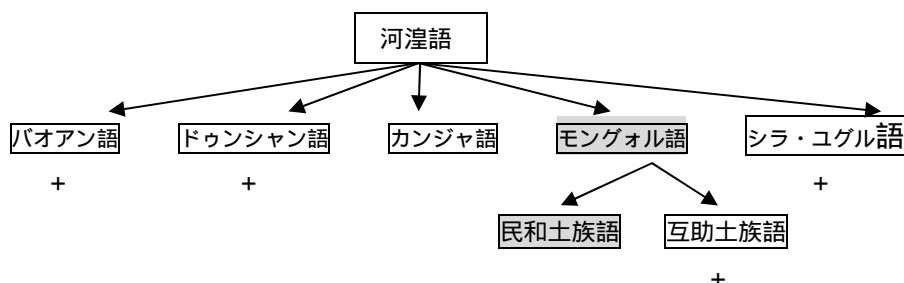 河湟語
バオアン語 ドゥンシャン語 カンジャ語 モングォル語 シラ・ユグル語
+ + +
民和土族語 互助土族語
+